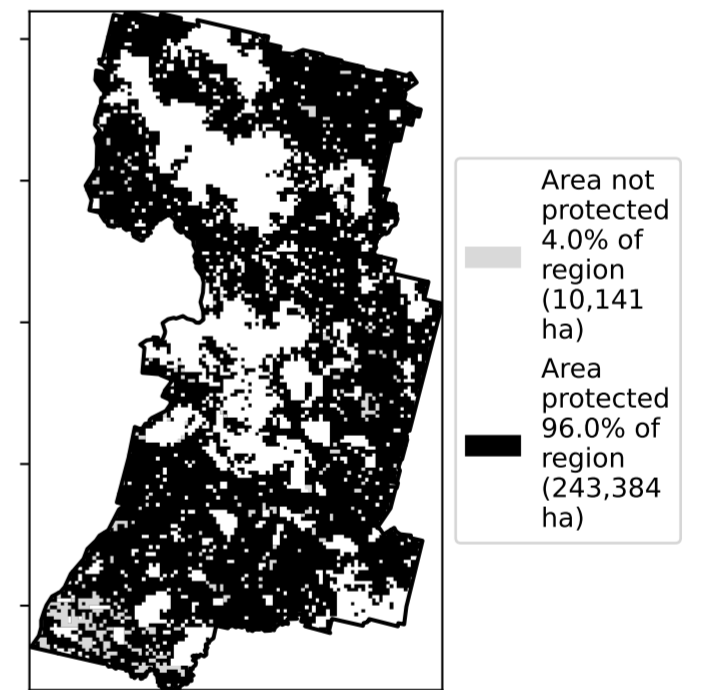 Area not
protected
4.0% of
region
(10,141
ha)
Area
protected
96.0% of
region
(243,384
ha)